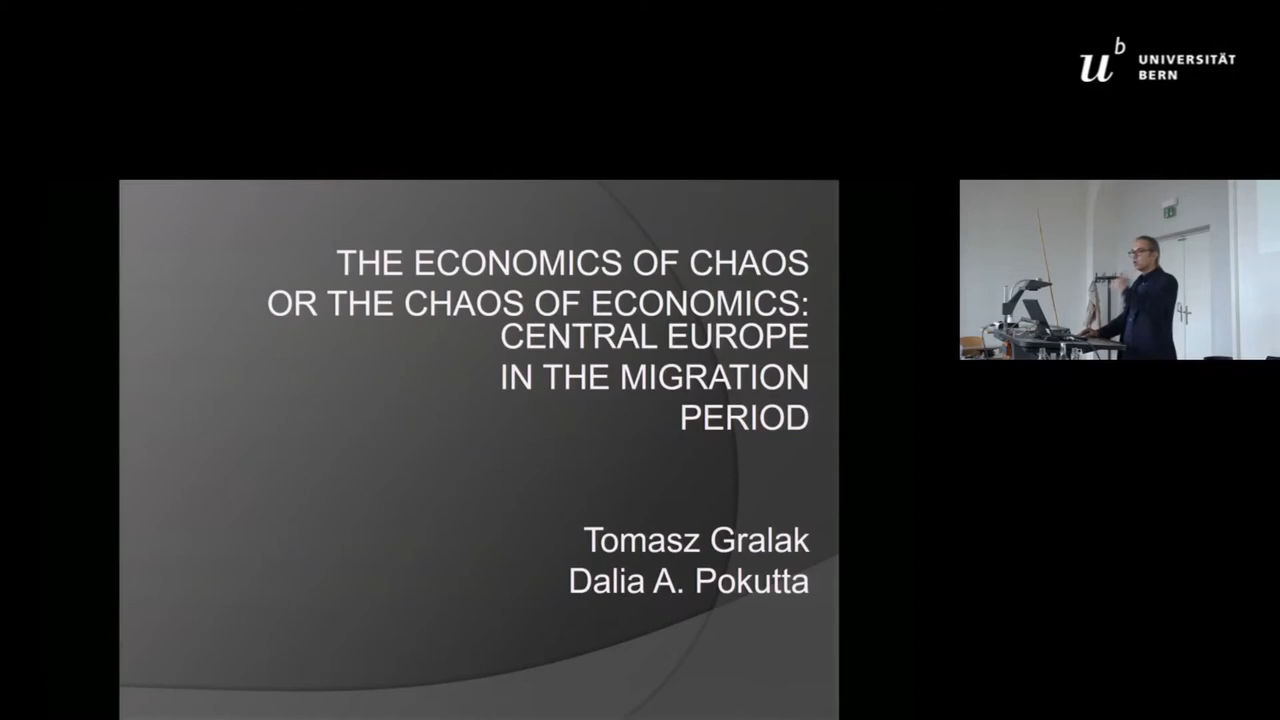 u^b UNIVERSITÄT
BERN
THE ECONOMICS OF CHAOS
OR THE CHAOS OF ECONOMICS:
CENTRAL EUROPE
IN THE MIGRATION
PERIOD
Tomasz Gralak
Dalia A. Pokutta